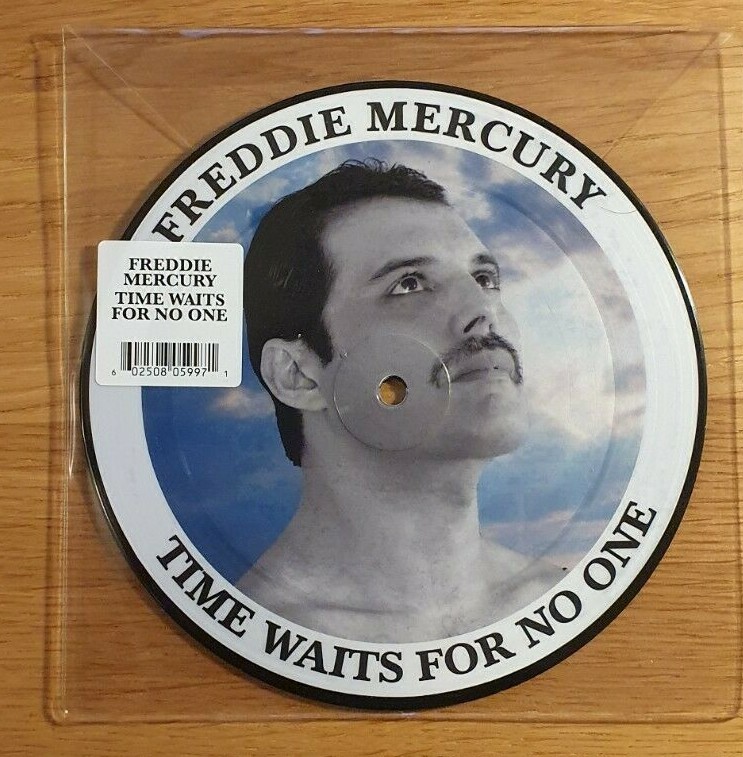 FREDDIE MERCURY
FREDDIE
MERCURY
TIME WAITS
FOR NO ONE
6 02508 05997 1
TIME WAITS FOR NO ONE